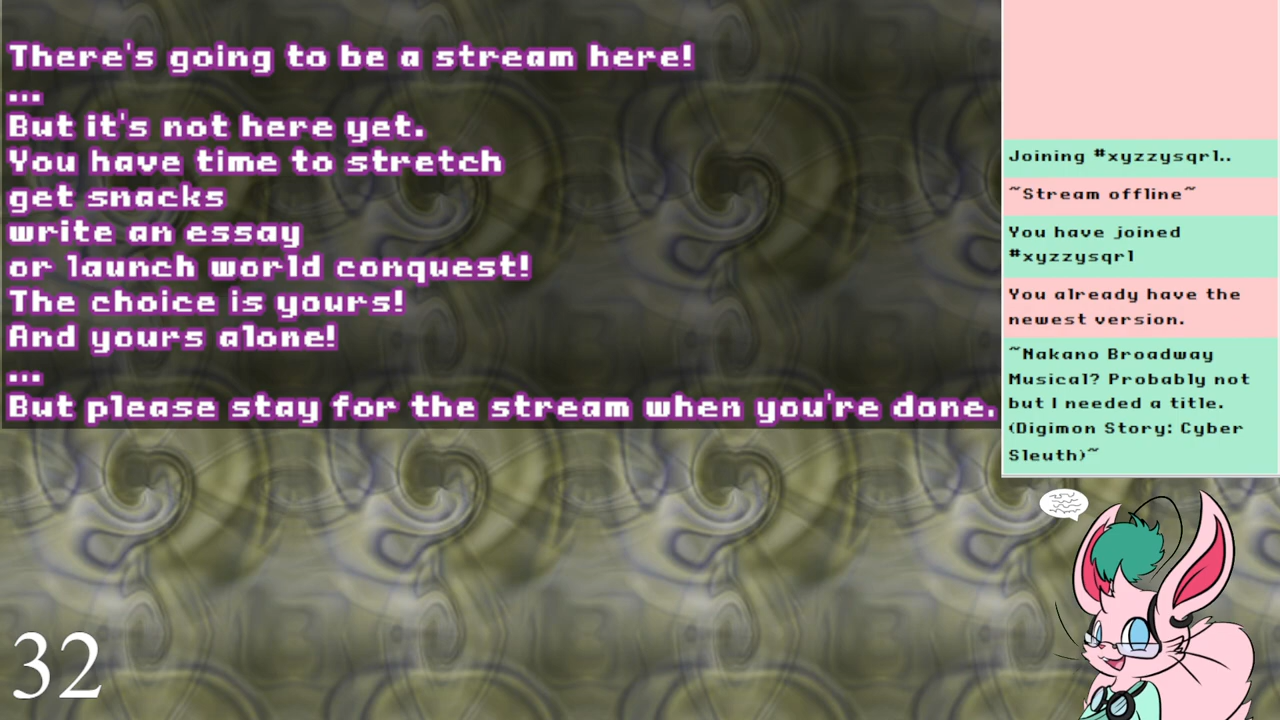 There's going to be a stream here!
...
But it's not here yet.
You have time to stretch
get snacks
write an essay
or launch world conquest!
The choice is yours!
And yours alone!
...
But please stay for the stream when you're done.
Joining #xyzzysqrl..
~Stream offline~
You have joined
#xyzzysqrl
You already have the
newest version.
~Nakano Broadway
Musical? Probably not
but I needed a title.
(Digimon Story: Cyber
Sleuth)~
32